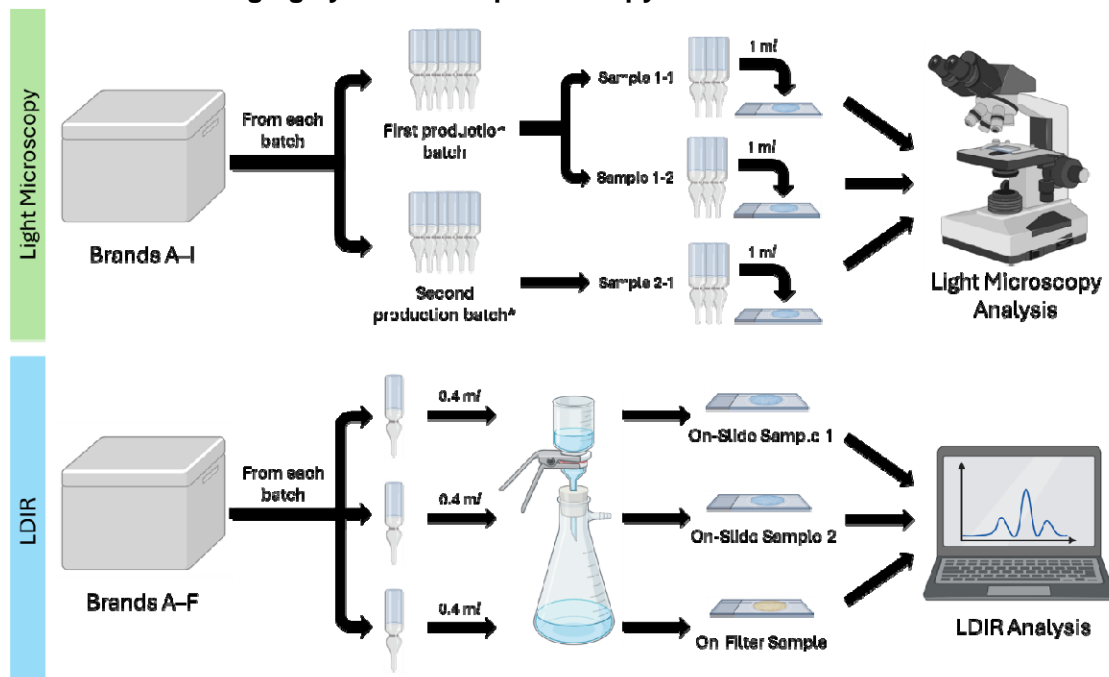 Light Microscopy
Brands A–I
From each
batch
First production
batch
Second
production batch*
Sample 1-1
Sample 1-2
Sample 2-1
1 ml
1 ml
1 ml
Light Microscopy
Analysis
LDIR
Brands A–F
From each
batch
0.4 ml
0.4 ml
0.4 ml
On-Slide Sample 1
On-Slide Sample 2
On Filter Sample
LDIR Analysis